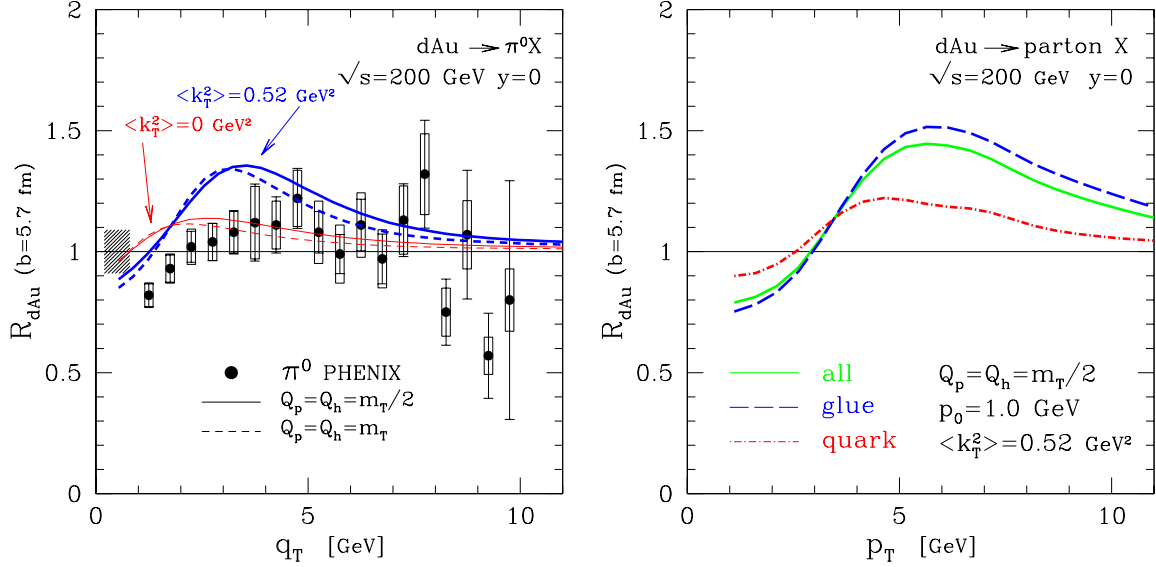 dAu → π⁰X
√s=200 GeV y=0
<k²_T>=0.52 GeV²
<k²_T>=0 GeV²
π⁰ PHENIX
Q_p=Q_h=m_T/2
Q_p=Q_h=m_T
R_dAu (b=5.7 fm)
2
1.5
1
0.5
0
0
5
10
q_T [GeV]
dAu → parton X
√s=200 GeV y=0
all
glue
quark
Q_p=Q_h=m_T/2
p_0=1.0 GeV
<k²_T>=0.52 GeV²
R_dAu (b=5.7 fm)
2
1.5
1
0.5
0
0
5
10
p_T [GeV]